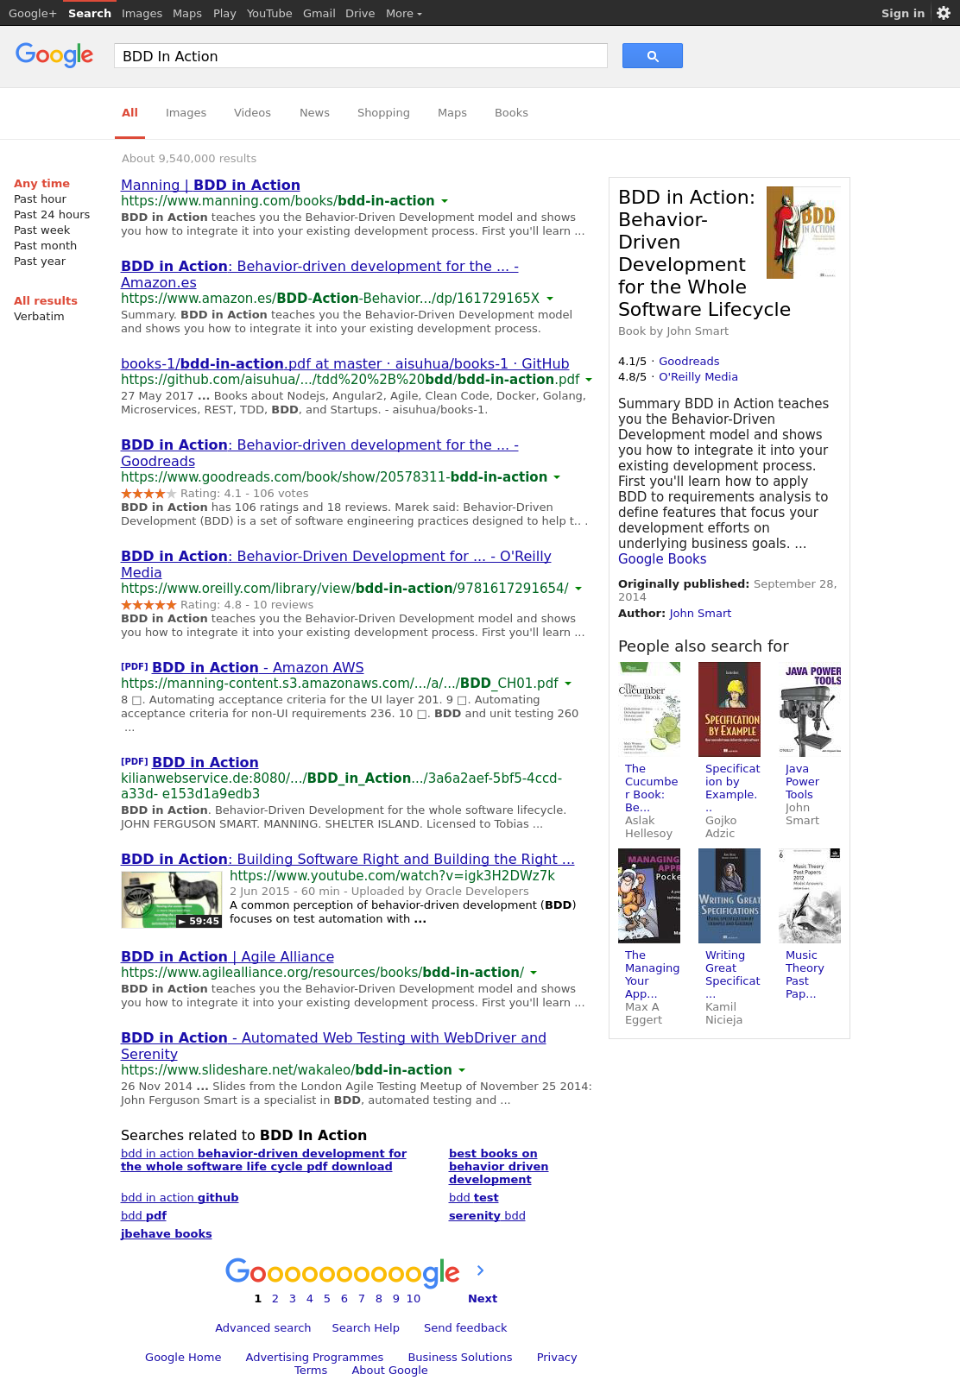 Google+ Search Images Maps Play YouTube Gmail Drive More Sign in
Google BDD In Action
All Images Videos News Shopping Maps Books
About 9,540,000 results
Any time
Past hour
Past 24 hours
Past week
Past month
Past year
All results
Verbatim
Manning | BDD in Action
https://www.manning.com/books/bdd-in-action
BDD in Action teaches you the Behavior-Driven Development model and shows
you how to integrate it into your existing development process. First you'll learn ...
BDD in Action: Behavior-driven development for the ... -
Amazon.es
https://www.amazon.es/BDD-Action-Behavior.../dp/161729165X
Summary. BDD in Action teaches you the Behavior-Driven Development model
and shows you how to integrate it into your existing development process.
books-1/bdd-in-action.pdf at master · aisuhua/books-1 · GitHub
https://github.com/aisuhua/.../tdd%20%2B%20bdd/bdd-in-action.pdf
27 May 2017 ... Books about Nodejs, Angular2, Agile, Clean Code, Docker, Golang,
Microservices, REST, TDD, BDD, and Startups. - aisuhua/books-1.
BDD in Action: Behavior-driven development for the ... -
Goodreads
https://www.goodreads.com/book/show/20578311-bdd-in-action
Rating: 4.1 - 106 votes
BDD in Action has 106 ratings and 18 reviews. Marek said: Behavior-Driven
Development (BDD) is a set of software engineering practices designed to help t.. .
BDD in Action: Behavior-Driven Development for ... - O'Reilly
Media
https://www.oreilly.com/library/view/bdd-in-action/9781617291654/
Rating: 4.8 - 10 reviews
BDD in Action teaches you the Behavior-Driven Development model and shows
you how to integrate it into your existing development process. First you'll learn ...
[PDF] BDD in Action - Amazon AWS
https://manning-content.s3.amazonaws.com/.../a/.../BDD_CH01.pdf
8 □. Automating acceptance criteria for the UI layer 201. 9 □. Automating
acceptance criteria for non-UI requirements 236. 10 □. BDD and unit testing 260
...
[PDF] BDD in Action
kilianwebservice.de:8080/.../BDD_in_Action.../3a6a2aef-5bf5-4ccd-
a33d- e153d1a9edb3
BDD in Action. Behavior-Driven Development for the whole software lifecycle.
JOHN FERGUSON SMART. MANNING. SHELTER ISLAND. Licensed to Tobias ...
BDD in Action: Building Software Right and Building the Right ...
https://www.youtube.com/watch?v=igk3H2DWz7k
2 Jun 2015 - 60 min - Uploaded by Oracle Developers
A common perception of behavior-driven development (BDD)
focuses on test automation with ...
► 59:45
BDD in Action | Agile Alliance
https://www.agilealliance.org/resources/books/bdd-in-action/
BDD in Action teaches you the Behavior-Driven Development model and shows
you how to integrate it into your existing development process. First you'll learn ...
BDD in Action - Automated Web Testing with WebDriver and
Serenity
https://www.slideshare.net/wakaleo/bdd-in-action
26 Nov 2014 ... Slides from the London Agile Testing Meetup of November 25 2014:
John Ferguson Smart is a specialist in BDD, automated testing and ...
Searches related to BDD In Action
bdd in action behavior-driven development for
the whole software life cycle pdf download
best books on
behavior driven
development
bdd in action github
bdd test
bdd pdf
serenity bdd
jbehave books
Goooooooooogle
1 2 3 4 5 6 7 8 9 10 Next
Advanced search Search Help Send feedback
Google Home Advertising Programmes Business Solutions Privacy
Terms About Google
BDD in Action:
Behavior-
Driven
Development
for the Whole
Software Lifecycle
BDD
IN ACTION
Book by John Smart
4.1/5 · Goodreads
4.8/5 · O'Reilly Media
Summary BDD in Action teaches
you the Behavior-Driven
Development model and shows
you how to integrate it into your
existing development process.
First you'll learn how to apply
BDD to requirements analysis to
define features that focus your
development efforts on
underlying business goals. ...
Google Books
Originally published: September 28,
2014
Author: John Smart
People also search for
The
Cucumber
Book
SPECIFICATION
BY EXAMPLE
JAVA POWER
TOOLS
The
Cucumbe
r Book:
Be...
Aslak
Hellesoy
Specificat
ion by
Example.
..
Gojko
Adzic
Java
Power
Tools
John
Smart
MANAGING
APPR
Pocke
WRITING GREAT
SPECIFICATIONS
Music Theory
Past Papers
2012
Model Answers
The
Managing
Your
App...
Max A
Eggert
Writing
Great
Specificat
...
Kamil
Nicieja
Music
Theory
Past
Pap...